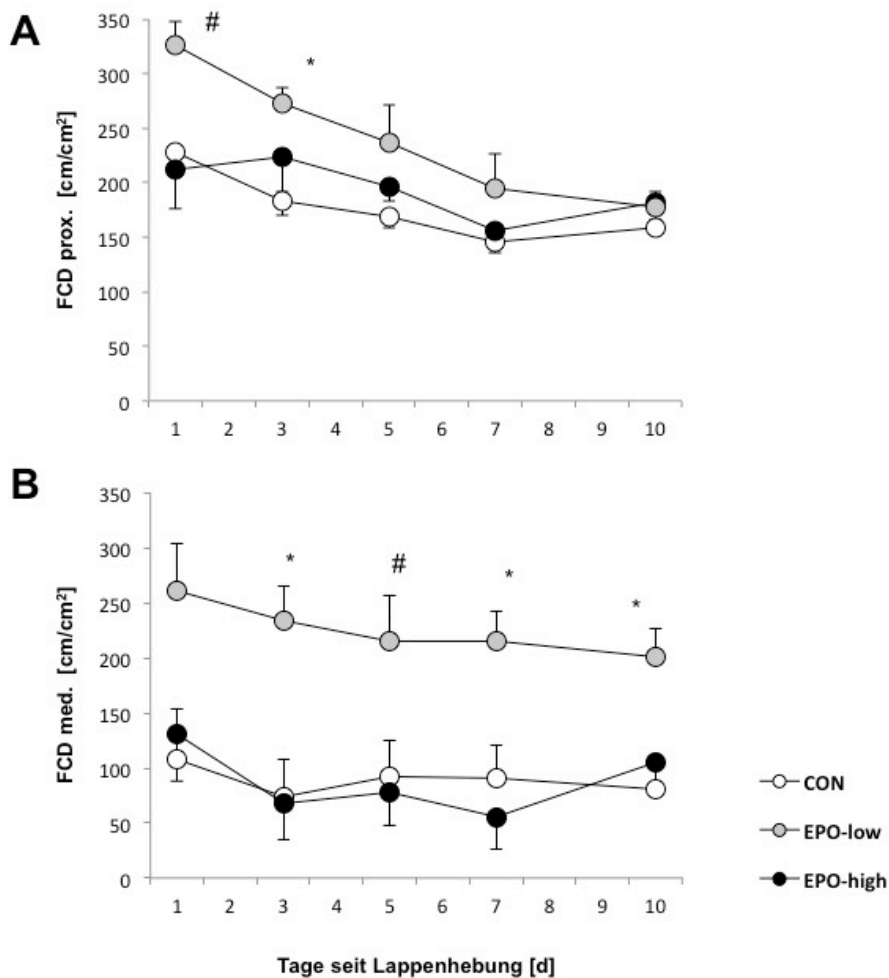 A
FCD prox. [cm/cm²]
350
300
250
200
150
100
50
0
#
*
1 2 3 4 5 6 7 8 9 10
B
FCD med. [cm/cm²]
350
300
250
200
150
100
50
0
* # * *
1 2 3 4 5 6 7 8 9 10
Tage seit Lappenhebung [d]
CON
EPO-low
EPO-high